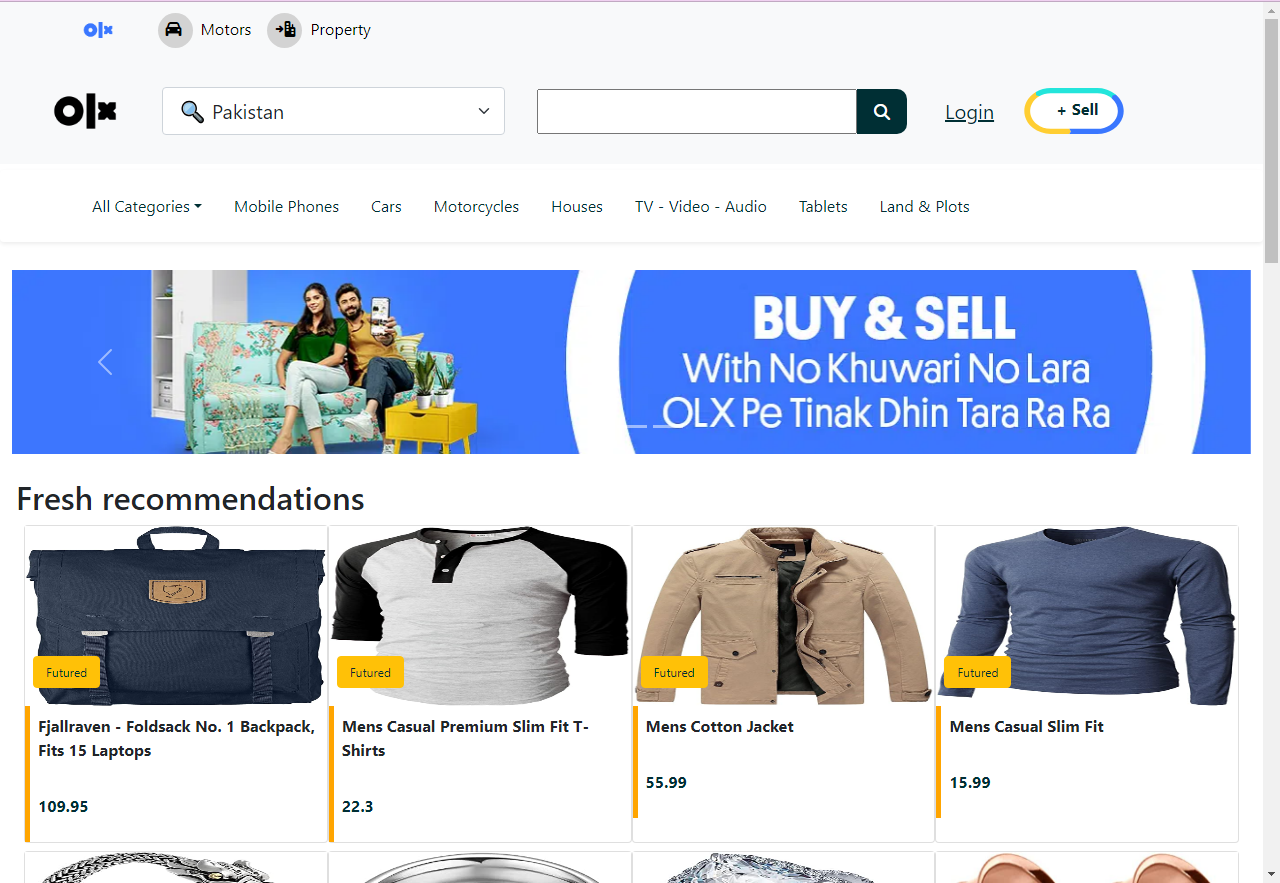 olx Motors Property
olx Pakistan Login + Sell
All Categories Mobile Phones Cars Motorcycles Houses TV - Video - Audio Tablets Land & Plots
BUY & SELL
With No Khuwari No Lara
OLX Pe Tinak Dhin Tara Ra Ra
Fresh recommendations
Futured
Fjallraven - Foldsack No. 1 Backpack,
Fits 15 Laptops
109.95
Futured
Mens Casual Premium Slim Fit T-
Shirts
22.3
Futured
Mens Cotton Jacket
55.99
Futured
Mens Casual Slim Fit
15.99